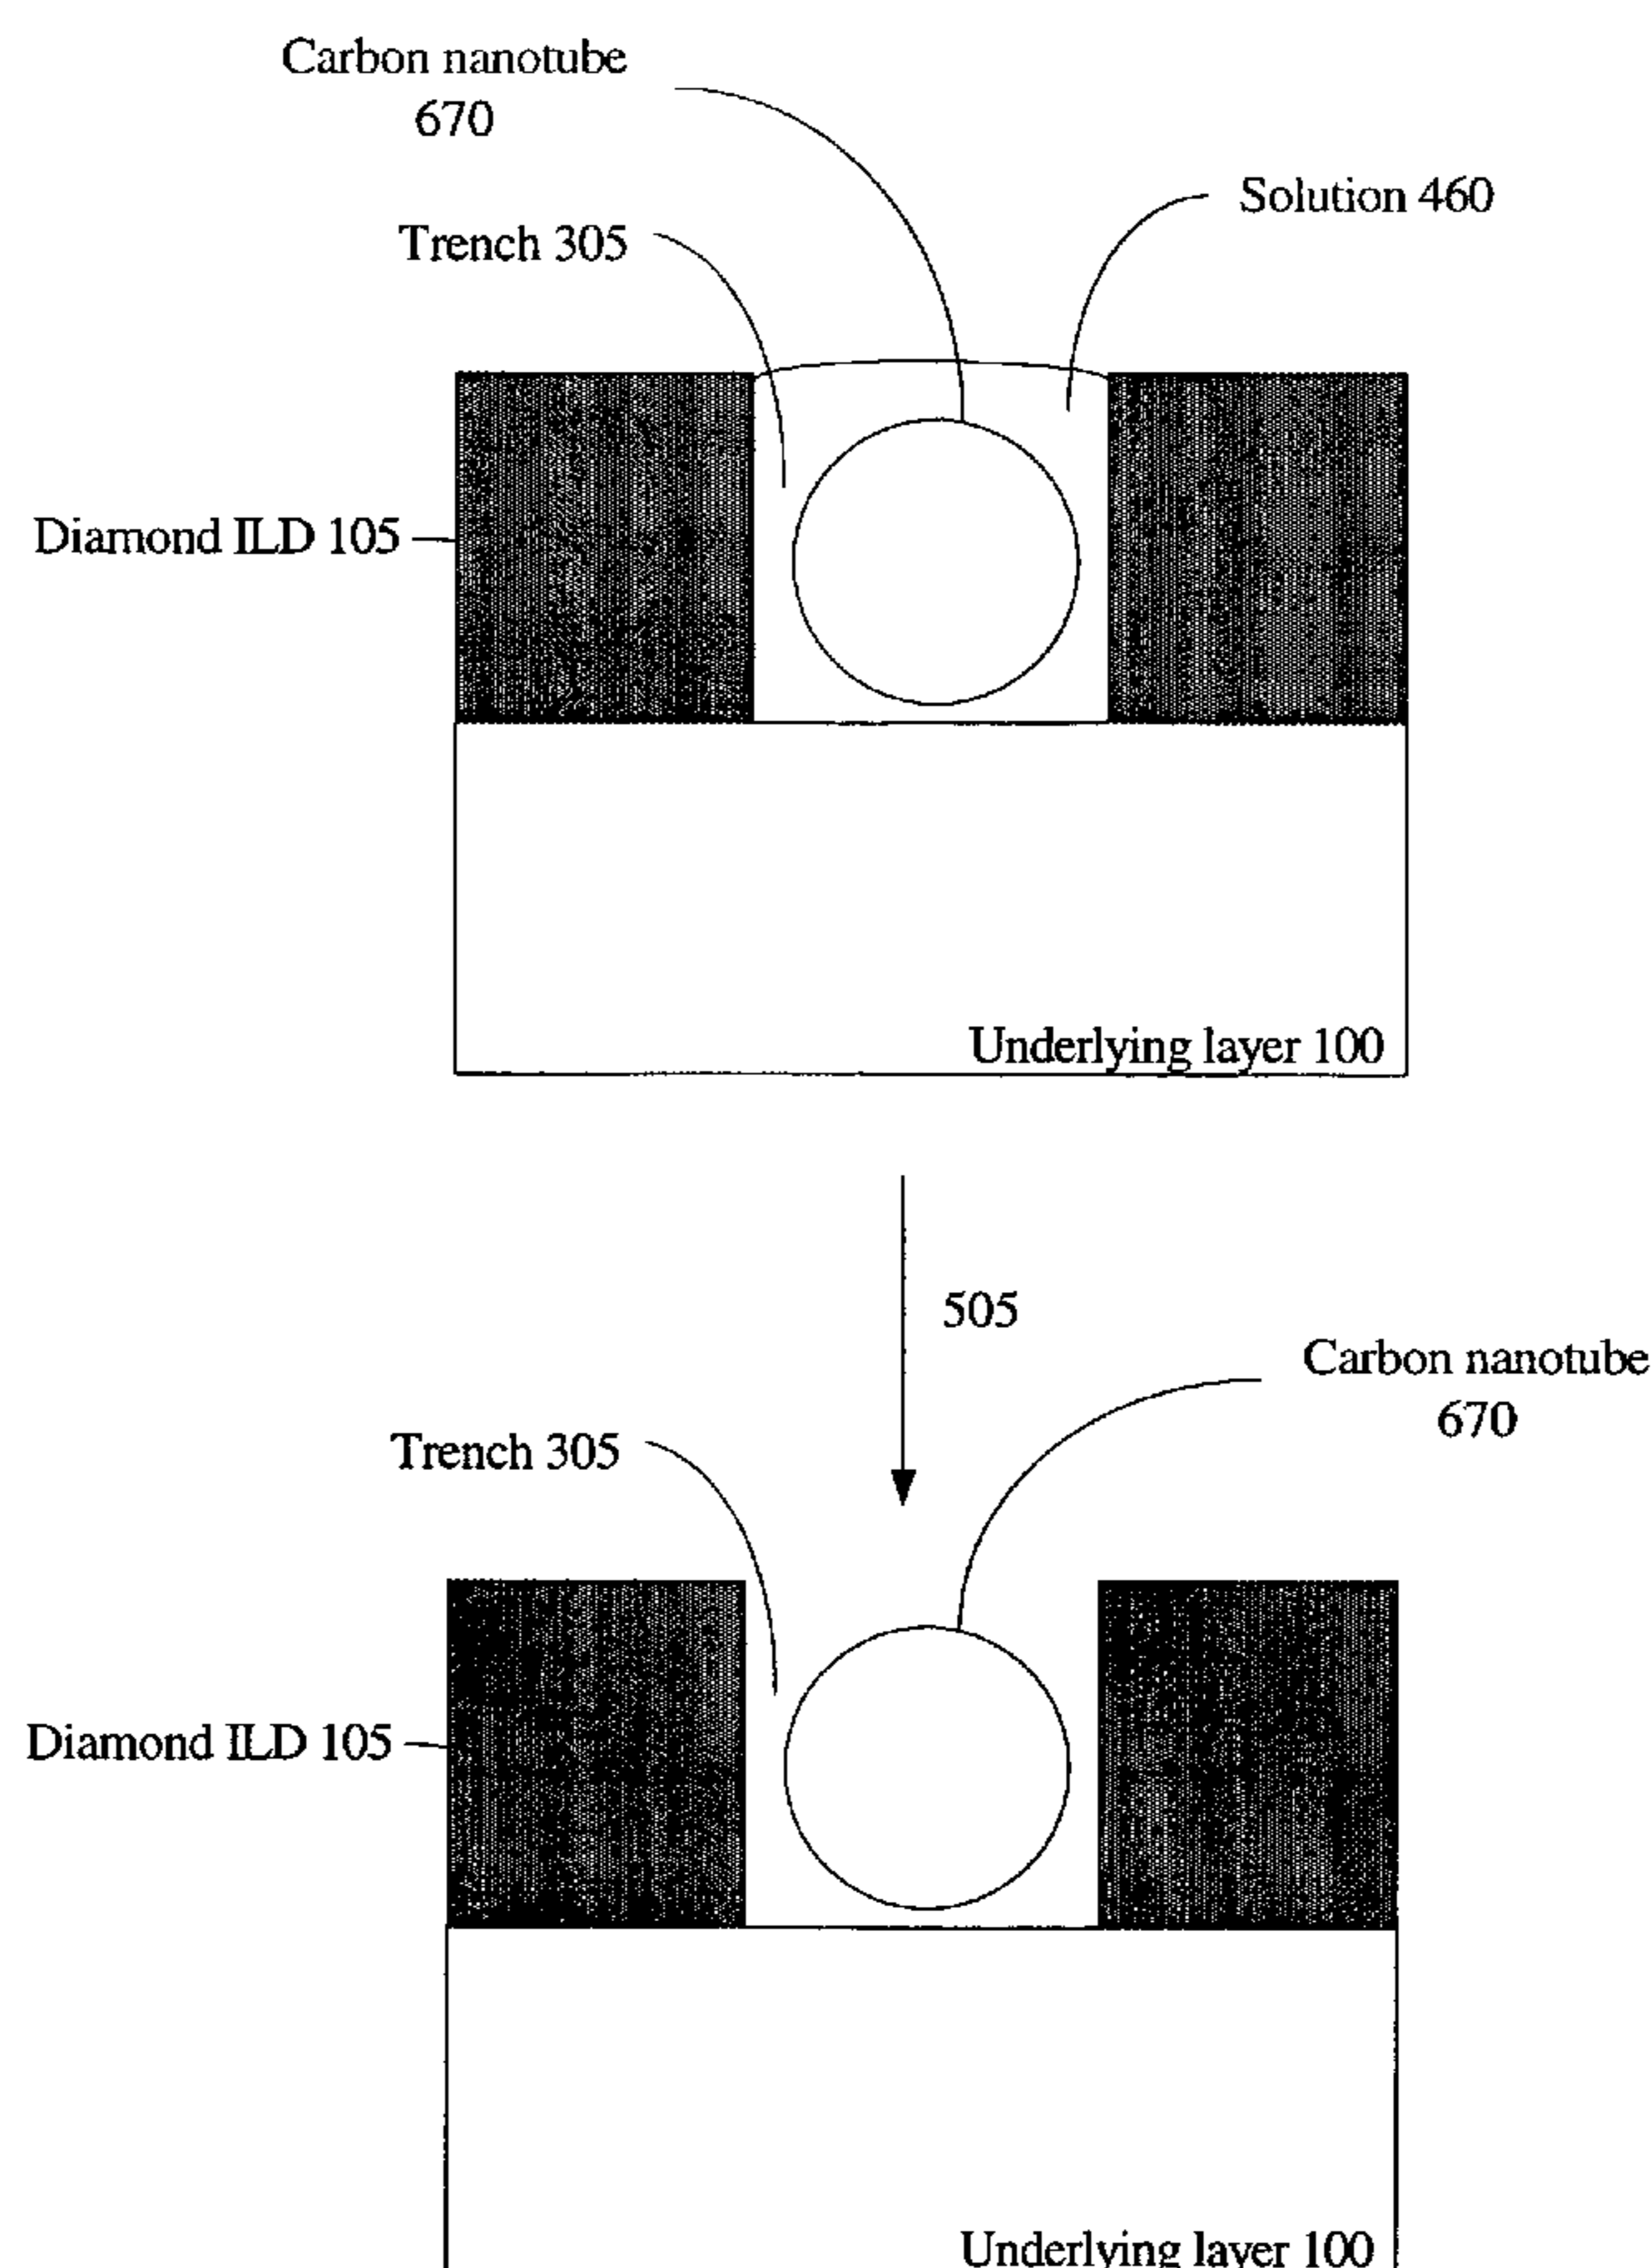 Carbon nanotube
670
Solution 460
Trench 305
Diamond ILD 105
Underlying layer 100
505
Carbon nanotube
670
Trench 305
Diamond ILD 105
Underlying layer 100